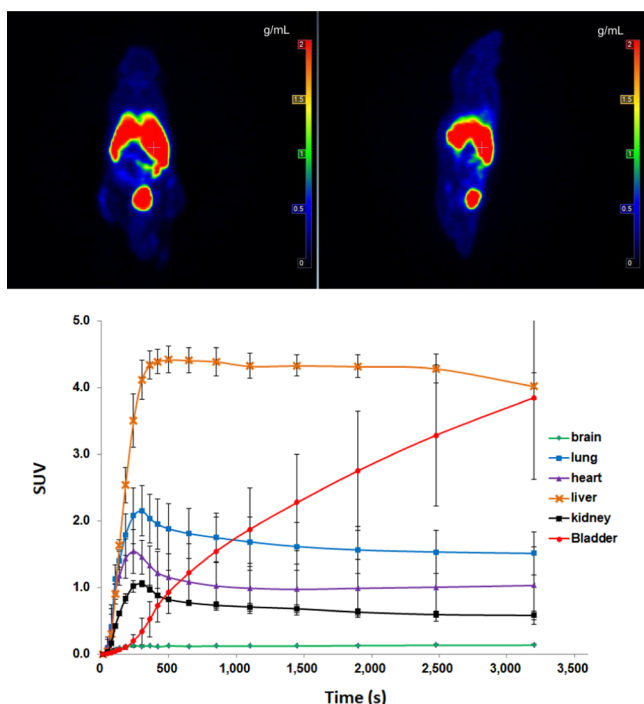 g/mL
g/mL
2
2
1.5
1.5
1
1
0.5
0.5
0
0
5.0
4.0
3.0
2.0
1.0
0.0
SUV
brain
lung
heart
liver
kidney
Bladder
0
500
1,000
1,500
2,000
2,500
3,000
3,500
Time (s)